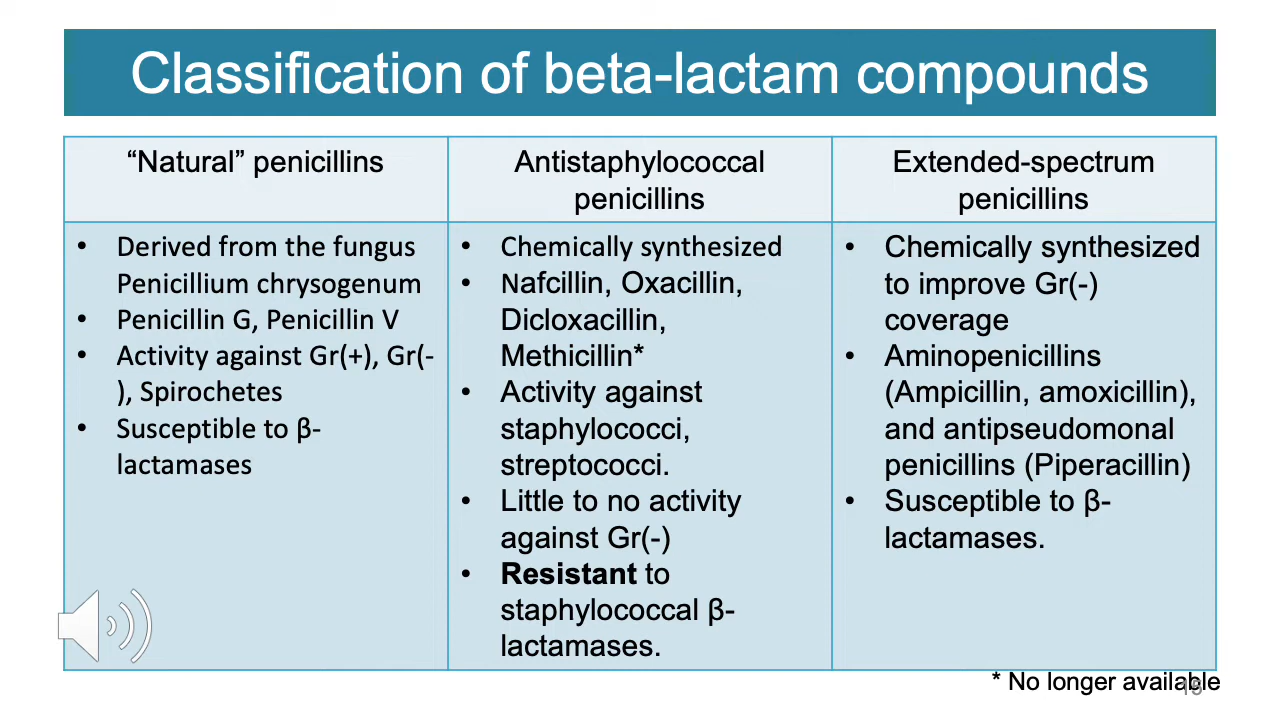 Classification of beta-lactam compounds
“Natural” penicillins
Antistaphylococcal
penicillins
Extended-spectrum
penicillins
• Derived from the fungus
Penicillium chrysogenum
• Penicillin G, Penicillin V
• Activity against Gr(+), Gr(-
), Spirochetes
• Susceptible to β-
lactamases
• Chemically synthesized
• Nafcillin, Oxacillin,
Dicloxacillin,
Methicillin*
• Activity against
staphylococci,
streptococci.
• Little to no activity
against Gr(-)
• Resistant to
staphylococcal β-
lactamases.
• Chemically synthesized
to improve Gr(-)
coverage
• Aminopenicillins
(Ampicillin, amoxicillin),
and antipseudomonal
penicillins (Piperacillin)
• Susceptible to β-
lactamases.
* No longer available
15